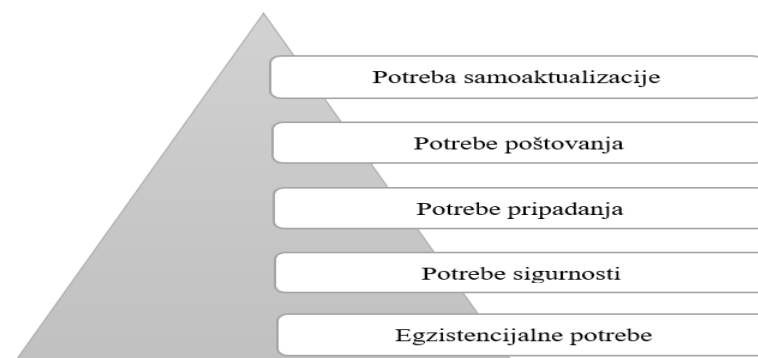 Potreba samoaktualizacije
Potrebe poštovanja
Potrebe pripadanja
Potrebe sigurnosti
Egzistencijalne potrebe